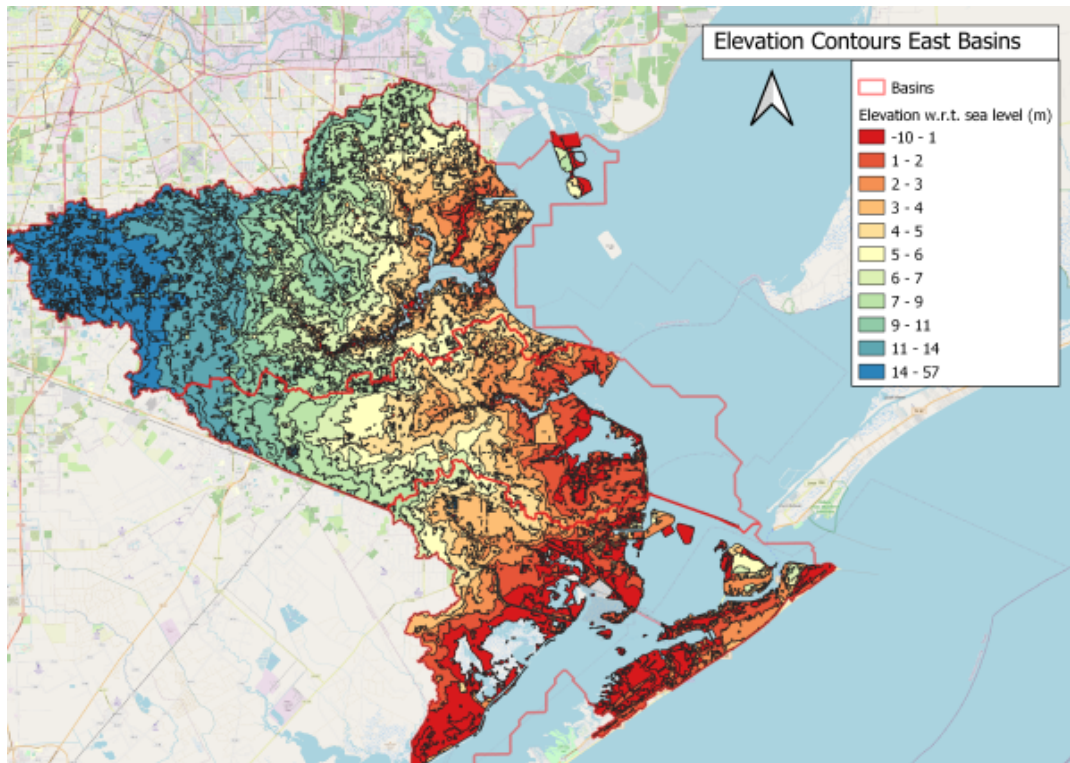 Elevation Contours East Basins
Basins
Elevation w.r.t. sea level (m)
-10 - 1
1 - 2
2 - 3
3 - 4
4 - 5
5 - 6
6 - 7
7 - 9
9 - 11
11 - 14
14 - 57